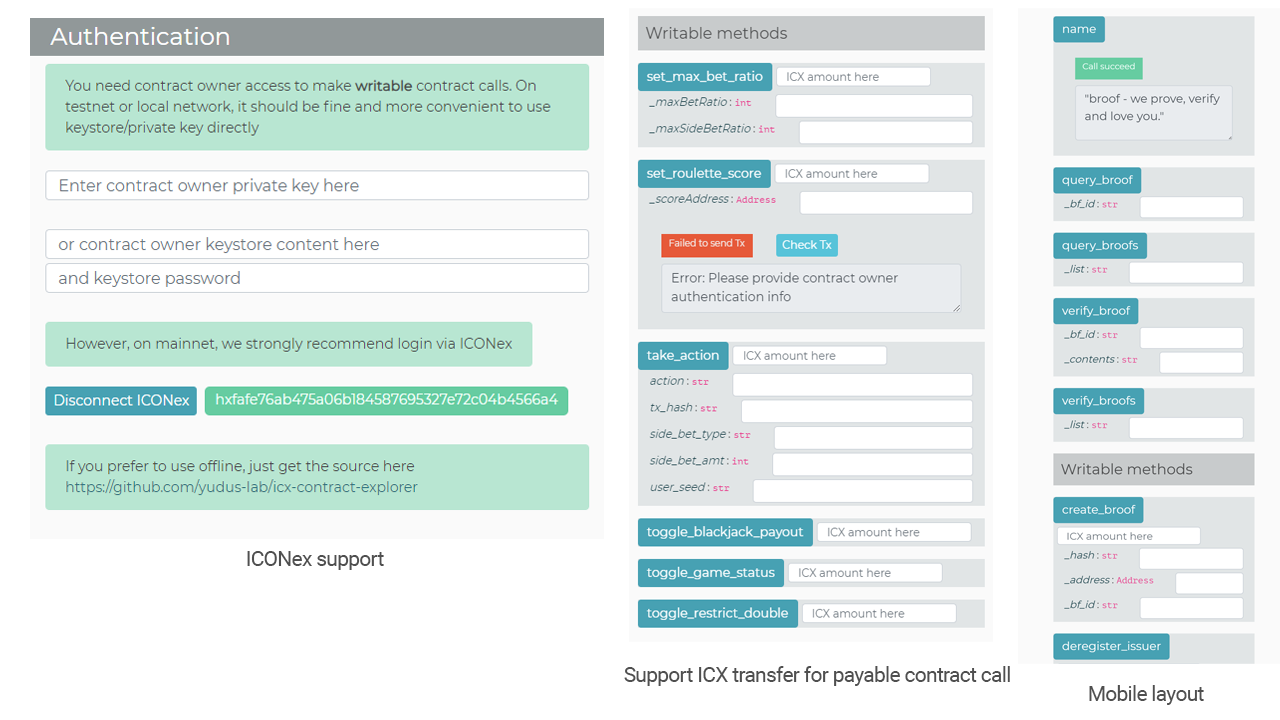 Authentication
You need contract owner access to make writable contract calls. On
testnet or local network, it should be fine and more convenient to use
keystore/private key directly
Enter contract owner private key here
or contract owner keystore content here
and keystore password
However, on mainnet, we strongly recommend login via ICONex
Disconnect ICONex hxfafe76ab475a06b184587695327e72c04b4566a4
If you prefer to use offline, just get the source here
https://github.com/yudus-lab/icx-contract-explorer
ICONex support
Writable methods
set_max_bet_ratio ICX amount here
_maxBetRatio : int
_maxSideBetRatio : int
set_roulette_score ICX amount here
_scoreAddress : Address
Failed to send Tx Check Tx
Error: Please provide contract owner
authentication info
take_action ICX amount here
action : str
tx_hash : str
side_bet_type : str
side_bet_amt : int
user_seed : str
toggle_blackjack_payout ICX amount here
toggle_game_status ICX amount here
toggle_restrict_double ICX amount here
Support ICX transfer for payable contract call
name
Call succeed
"broof - we prove, verify
and love you."
query_broof
_bf_id : str
query_broofs
_list : str
verify_broof
_bf_id : str
_contents : str
verify_broofs
_list : str
Writable methods
create_broof
ICX amount here
_hash : str
_address : Address
_bf_id : str
deregister_issuer
Mobile layout